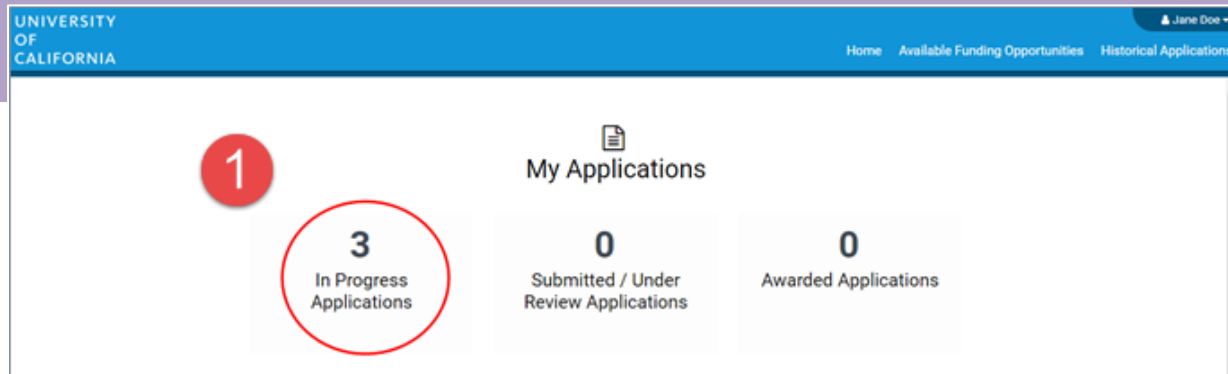 UNIVERSITY
OF
CALIFORNIA
Jane Doe
Home Available Funding Opportunities Historical Applications
1
My Applications
3
In Progress
Applications
0
Submitted / Under
Review Applications
0
Awarded Applications